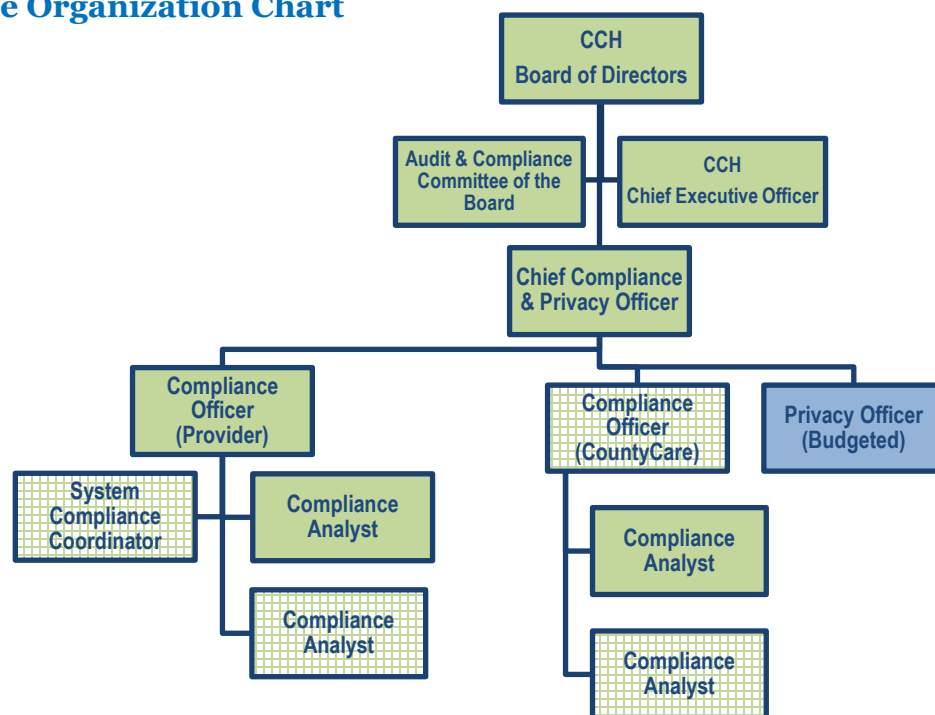 e Organization Chart
CCH
Board of Directors
Audit & Compliance
Committee of the
Board
CCH
Chief Executive Officer
Chief Compliance
& Privacy Officer
Compliance
Officer
(Provider)
Compliance
Officer
(CountyCare)
Privacy Officer
(Budgeted)
System
Compliance
Coordinator
Compliance
Analyst
Compliance
Analyst
Compliance
Analyst
Compliance
Analyst